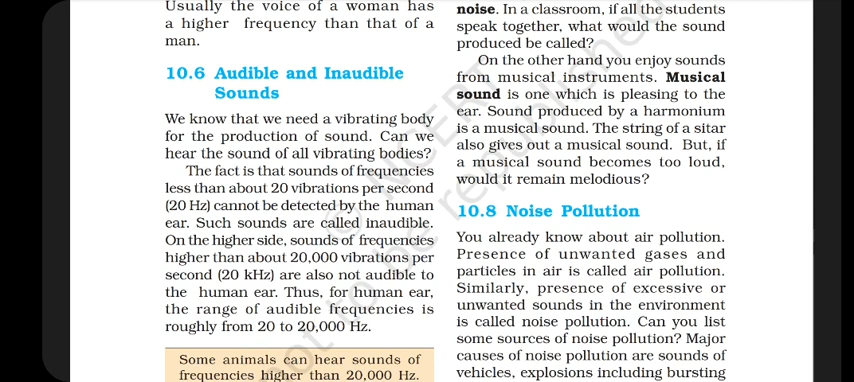 Usually the voice of a woman has
a higher frequency than that of a
man.
10.6 Audible and Inaudible
Sounds
We know that we need a vibrating body
for the production of sound. Can we
hear the sound of all vibrating bodies?
The fact is that sounds of frequencies
less than about 20 vibrations per second
(20 Hz) cannot be detected by the human
ear. Such sounds are called inaudible.
On the higher side, sounds of frequencies
higher than about 20,000 vibrations per
second (20 kHz) are also not audible to
the human ear. Thus, for human ear,
the range of audible frequencies is
roughly from 20 to 20,000 Hz.
Some animals can hear sounds of
frequencies higher than 20,000 Hz.
noise. In a classroom, if all the students
speak together, what would the sound
produced be called?
On the other hand you enjoy sounds
from musical instruments. Musical
sound is one which is pleasing to the
ear. Sound produced by a harmonium
is a musical sound. The string of a sitar
also gives out a musical sound. But, if
a musical sound becomes too loud,
would it remain melodious?
10.8 Noise Pollution
You already know about air pollution.
Presence of unwanted gases and
particles in air is called air pollution.
Similarly, presence of excessive or
unwanted sounds in the environment
is called noise pollution. Can you list
some sources of noise pollution? Major
causes of noise pollution are sounds of
vehicles, explosions including bursting
© NCERT
not to be republished